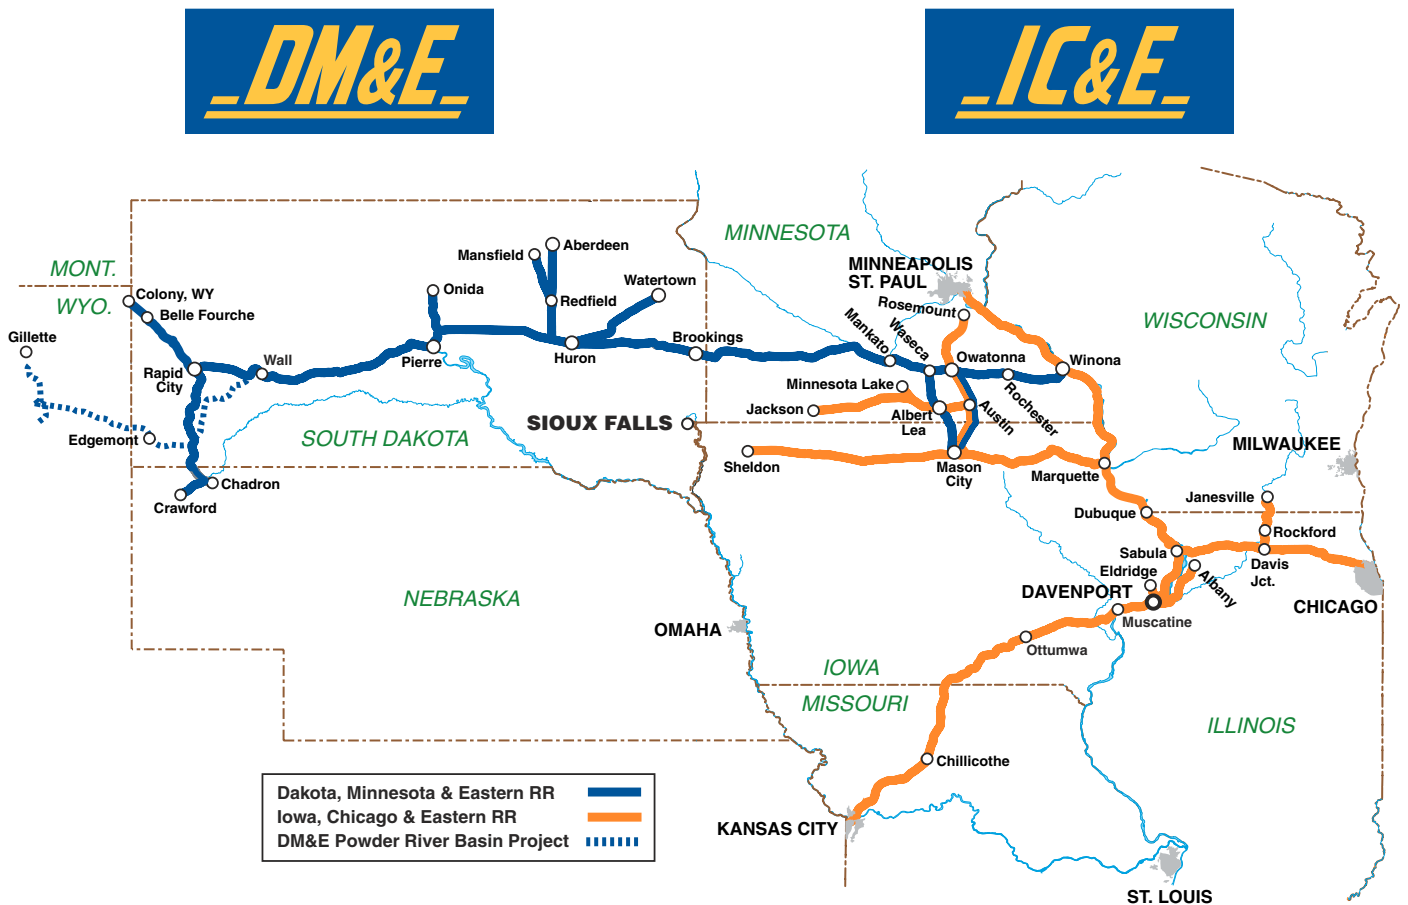 DM&E
IC&E
MINNESOTA
MONT.
WYO.
WISCONSIN
SOUTH DAKOTA
NEBRASKA
IOWA
MISSOURI
ILLINOIS
Colony, WY
Belle Fourche
Gillette
Rapid
City
Wall
Edgemont
Chadron
Crawford
Onida
Pierre
Mansfield
Aberdeen
Redfield
Watertown
Huron
Brookings
SIOUX FALLS
MINNEAPOLIS
ST. PAUL
Rosemount
Mankato
Waseca
Owatonna
Winona
Rochester
Minnesota Lake
Jackson
Albert
Lea
Austin
Sheldon
Mason
City
Marquette
MILWAUKEE
Janesville
Dubuque
Rockford
Sabula
Davis
Jct.
Eldridge
Albany
DAVENPORT
CHICAGO
Muscatine
Ottumwa
OMAHA
Chillicothe
KANSAS CITY
ST. LOUIS
Dakota, Minnesota & Eastern RR
Iowa, Chicago & Eastern RR
DM&E Powder River Basin Project